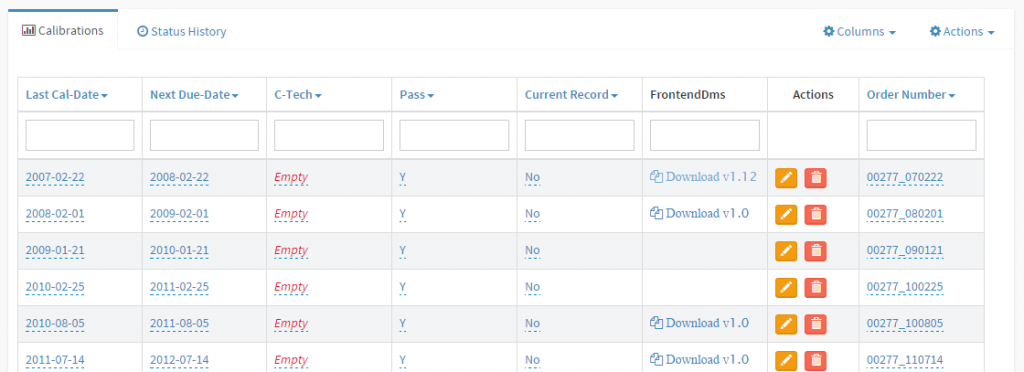 Calibrations Status History Columns Actions
Last Cal-Date Next Due-Date C-Tech Pass Current Record FrontendDms Actions Order Number
2007-02-22 2008-02-22 Empty Y No Download v1.12 00277_070222
2008-02-01 2009-02-01 Empty Y No Download v1.0 00277_080201
2009-01-21 2010-01-21 Empty Y No 00277_090121
2010-02-25 2011-02-25 Empty Y No 00277_100225
2010-08-05 2011-08-05 Empty Y No Download v1.0 00277_100805
2011-07-14 2012-07-14 Empty Y No Download v1.0 00277_110714